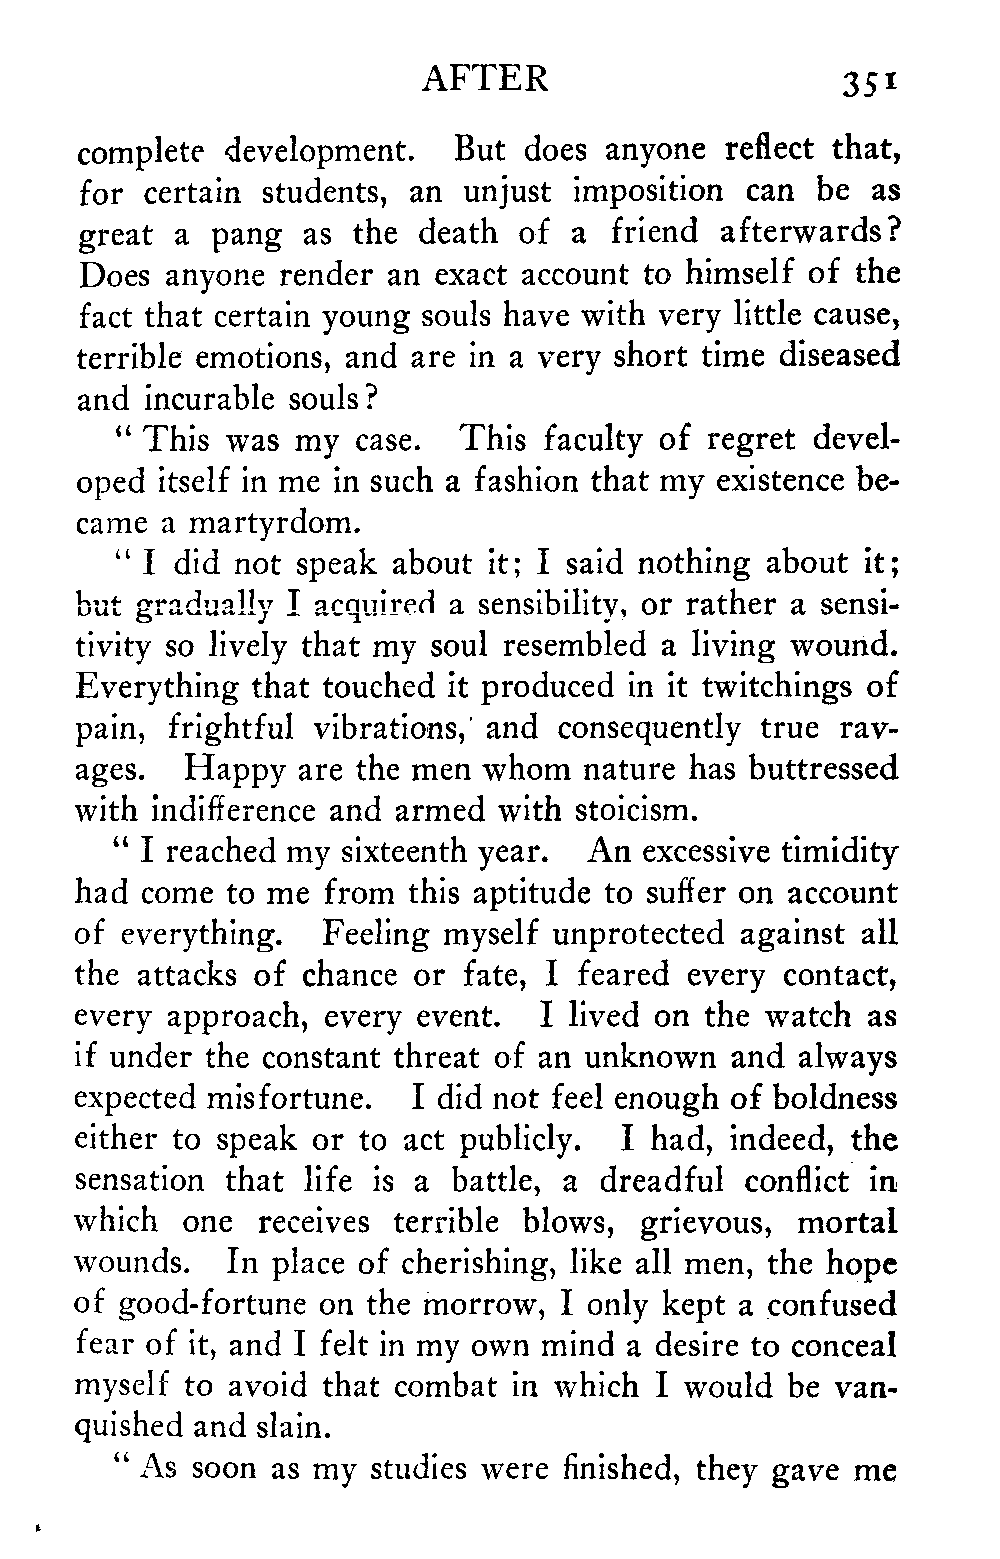 AFTER 351
complete development. But does anyone reflect that,
for certain students, an unjust imposition can be as
great a pang as the death of a friend afterwards?
Does anyone render an exact account to himself of the
fact that certain young souls have with very little cause,
terrible emotions, and are in a very short time diseased
and incurable souls?
“ This was my case. This faculty of regret devel-
oped itself in me in such a fashion that my existence be-
came a martyrdom.
“ I did not speak about it; I said nothing about it;
but gradually I acquired a sensibility, or rather a sensi-
tivity so lively that my soul resembled a living wound.
Everything that touched it produced in it twitchings of
pain, frightful vibrations, and consequently true rav-
ages. Happy are the men whom nature has buttressed
with indifference and armed with stoicism.
“ I reached my sixteenth year. An excessive timidity
had come to me from this aptitude to suffer on account
of everything. Feeling myself unprotected against all
the attacks of chance or fate, I feared every contact,
every approach, every event. I lived on the watch as
if under the constant threat of an unknown and always
expected misfortune. I did not feel enough of boldness
either to speak or to act publicly. I had, indeed, the
sensation that life is a battle, a dreadful conflict in
which one receives terrible blows, grievous, mortal
wounds. In place of cherishing, like all men, the hope
of good-fortune on the morrow, I only kept a confused
fear of it, and I felt in my own mind a desire to conceal
myself to avoid that combat in which I would be van-
quished and slain.
“ As soon as my studies were finished, they gave me